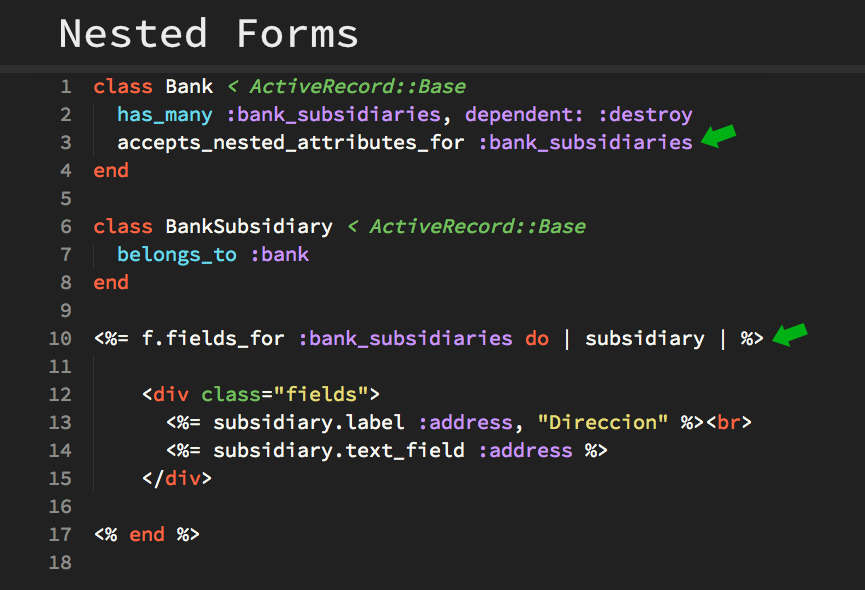 Nested Forms
1 class Bank < ActiveRecord::Base
2   has_many :bank_subsidiaries, dependent: :destroy
3   accepts_nested_attributes_for :bank_subsidiaries
4 end
5
6 class BankSubsidiary < ActiveRecord::Base
7   belongs_to :bank
8 end
9
10 <%= f.fields_for :bank_subsidiaries do | subsidiary | %>
11
12     <div class="fields">
13       <%= subsidiary.label :address, "Direccion" %><br>
14       <%= subsidiary.text_field :address %>
15     </div>
16
17 <% end %>
18